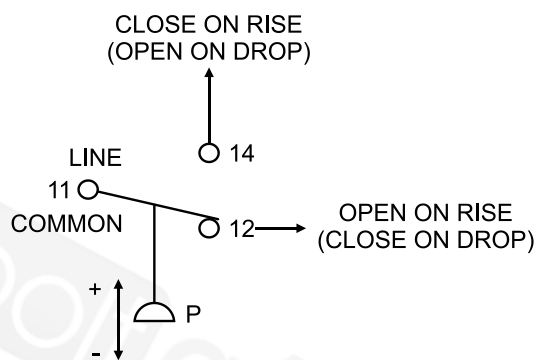 CLOSE ON RISE
(OPEN ON DROP)
14
LINE
11
COMMON
12
OPEN ON RISE
(CLOSE ON DROP)
+
P
-